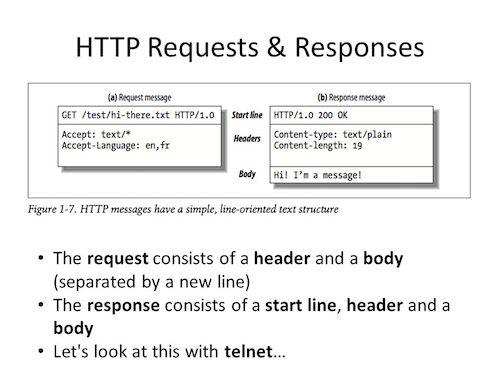 HTTP Requests & Responses
(a) Request message
(b) Response message
GET /test/hi-there.txt HTTP/1.0
Start line
HTTP/1.0 200 OK
Accept: text/*
Accept-Language: en,fr
Headers
Content-type: text/plain
Content-length: 19
Body
Hi! I'm a message!
Figure 1-7. HTTP messages have a simple, line-oriented text structure
• The request consists of a header and a body
(separated by a new line)
• The response consists of a start line, header and a
body
• Let's look at this with telnet…